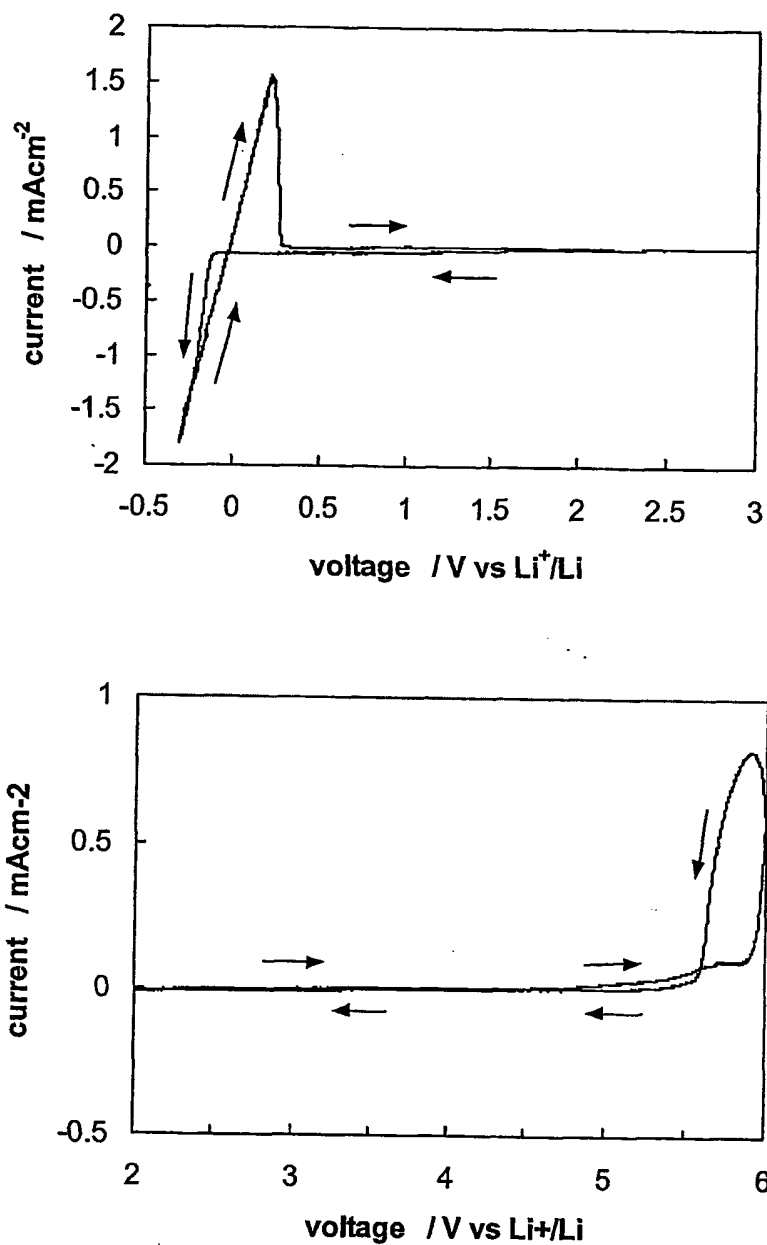 2
1.5
1
0.5
0
-0.5
-1
-1.5
-2
current / mAcm⁻²
-0.5 0 0.5 1 1.5 2 2.5 3
voltage / V vs Li⁺/Li
1
0.5
0
-0.5
current / mAcm-2
2 3 4 5 6
voltage / V vs Li+/Li